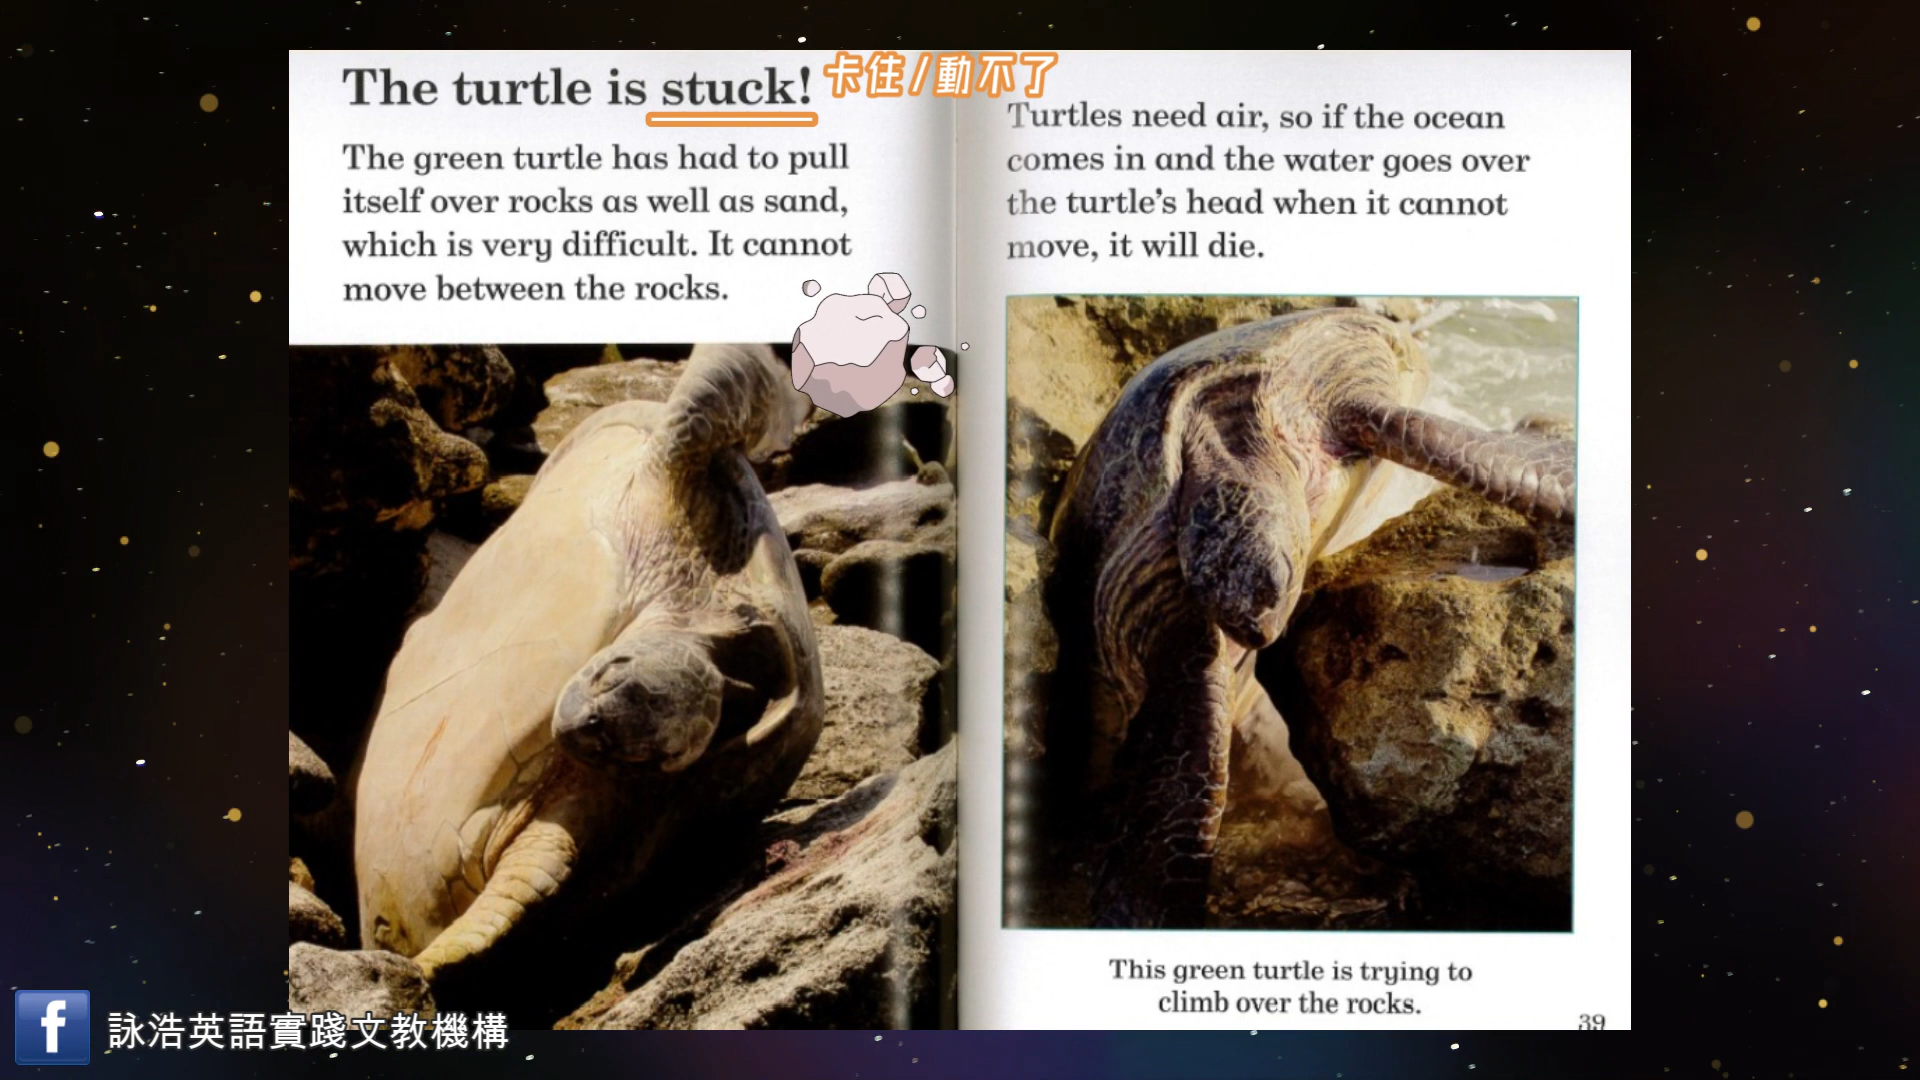 The turtle is stuck!
卡住/動不了
The green turtle has had to pull
itself over rocks as well as sand,
which is very difficult. It cannot
move between the rocks.
Turtles need air, so if the ocean
comes in and the water goes over
the turtle's head when it cannot
move, it will die.
This green turtle is trying to
climb over the rocks.
39
f
詠浩英語實踐文教機構